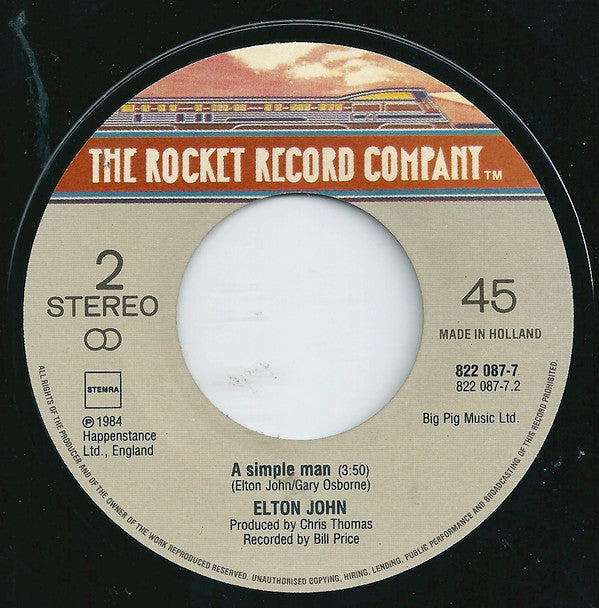 THE ROCKET RECORD COMPANY™
2
STEREO
45
MADE IN HOLLAND
STEMRA
℗ 1984
Happenstance
Ltd., England
822 087-7
822 087-7.2
Big Pig Music Ltd.
A simple man (3:50)
(Elton John/Gary Osborne)
ELTON JOHN
Produced by Chris Thomas
Recorded by Bill Price
ALL RIGHTS OF THE PRODUCER AND OF THE OWNER OF THE WORK REPRODUCED RESERVED. UNAUTHORISED COPYING, HIRING, LENDING, PUBLIC PERFORMANCE AND BROADCASTING OF THIS RECORD PROHIBITED.